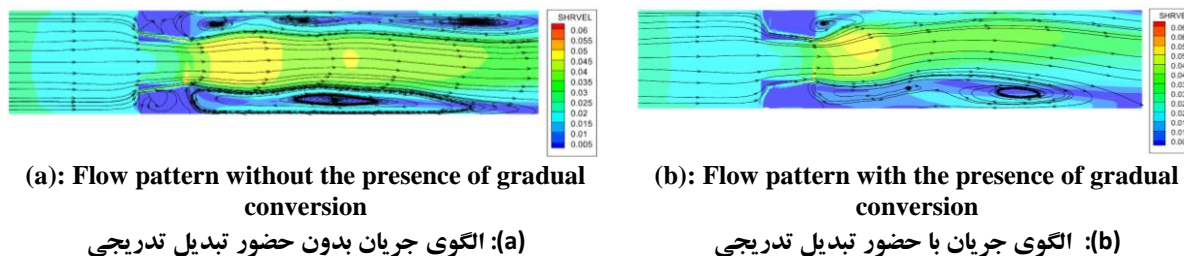 SHRVEL
0.06
0.055
0.05
0.045
0.04
0.035
0.03
0.025
0.02
0.015
0.01
0.005
(a): Flow pattern without the presence of gradual
conversion
(a): الگوی جریان بدون حضور تبدیل تدریجی
(b): Flow pattern with the presence of gradual
conversion
(b): الگوی جریان با حضور تبدیل تدریجی